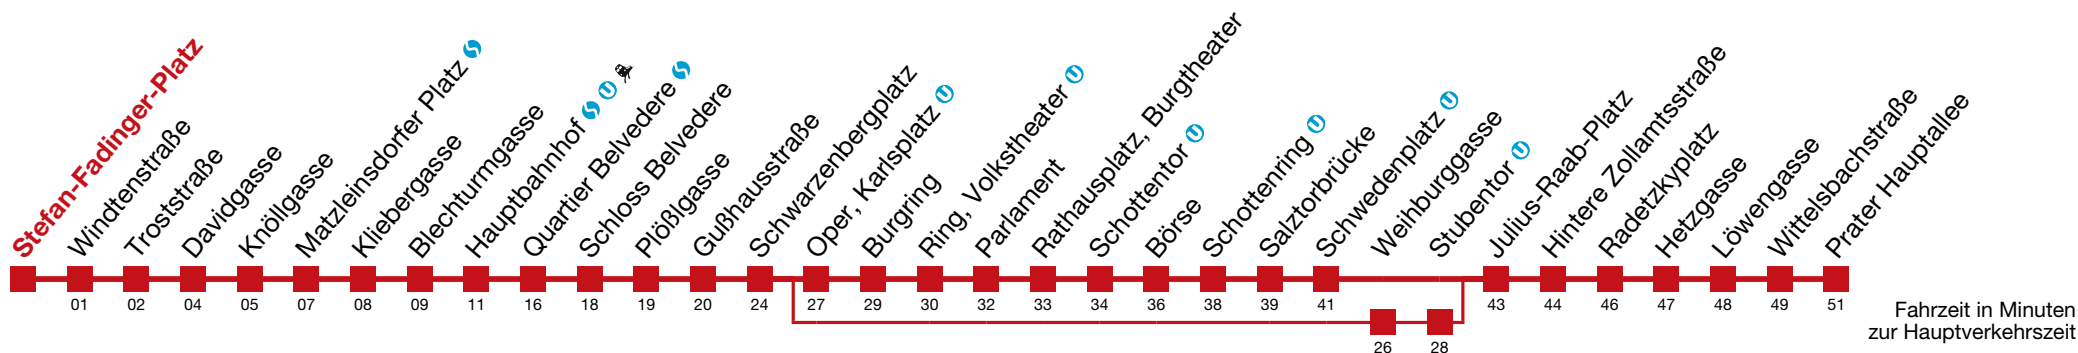 Stefan-Fadinger-Platz
Windtenstraße
Troststraße
Davidgasse
Knöllgasse
Matzleinsdorfer Platz
Kliebergasse
Blechturmgasse
Hauptbahnhof
Quartier Belvedere
Schloss Belvedere
Plößlgasse
Gußhausstraße
Schwarzenbergplatz
Oper, Karlsplatz
Burgring
Ring, Volkstheater
Parlament
Rathausplatz, Burgtheater
Schottentor
Börse
Schottenring
Salztorbrücke
Schwedenplatz
Weihburggasse
Stubentor
Julius-Raab-Platz
Hintere Zollamtsstraße
Radetzkyplatz
Hetzgasse
Löwengasse
Wittelsbachstraße
Prater Hauptallee
01 02 04 05 07 08 09 11 16 18 19 20 24 27 29 30 32 33 34 36 38 39 41 43 44 46 47 48 49 51
26 28
Fahrzeit in Minuten
zur Hauptverkehrszeit